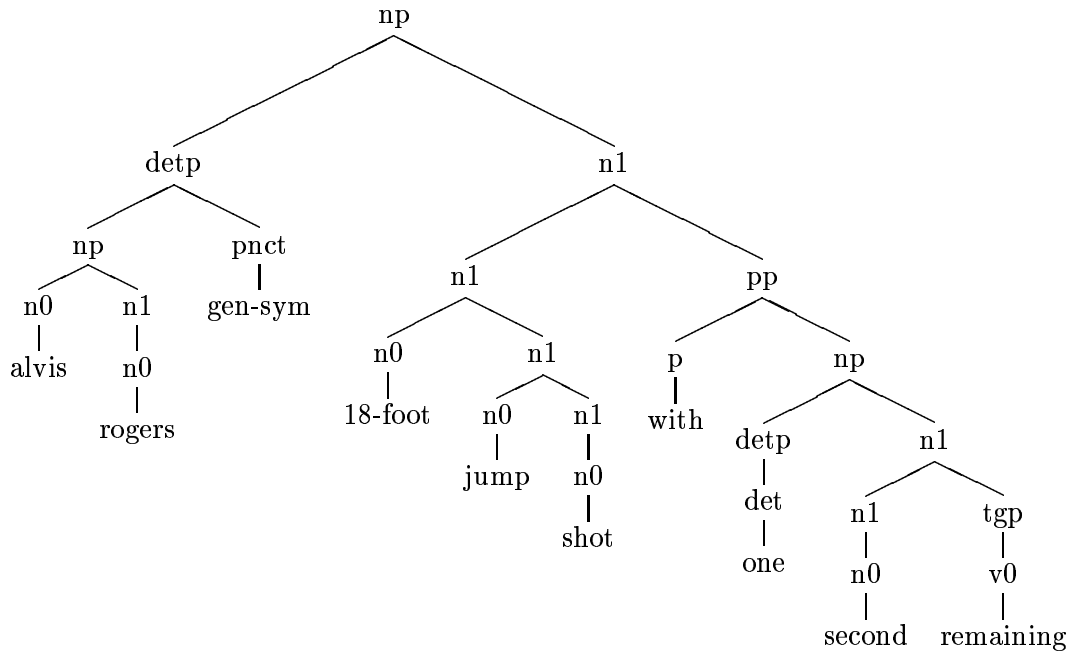 np
detp n1
np pnct
n1 pp
n0 n1 gen-sym
n0 n1 p np
alvis n0
18-foot n0 n1 with
rogers detp n1
jump n0
det n1 tgp
shot
one n0 v0
second remaining